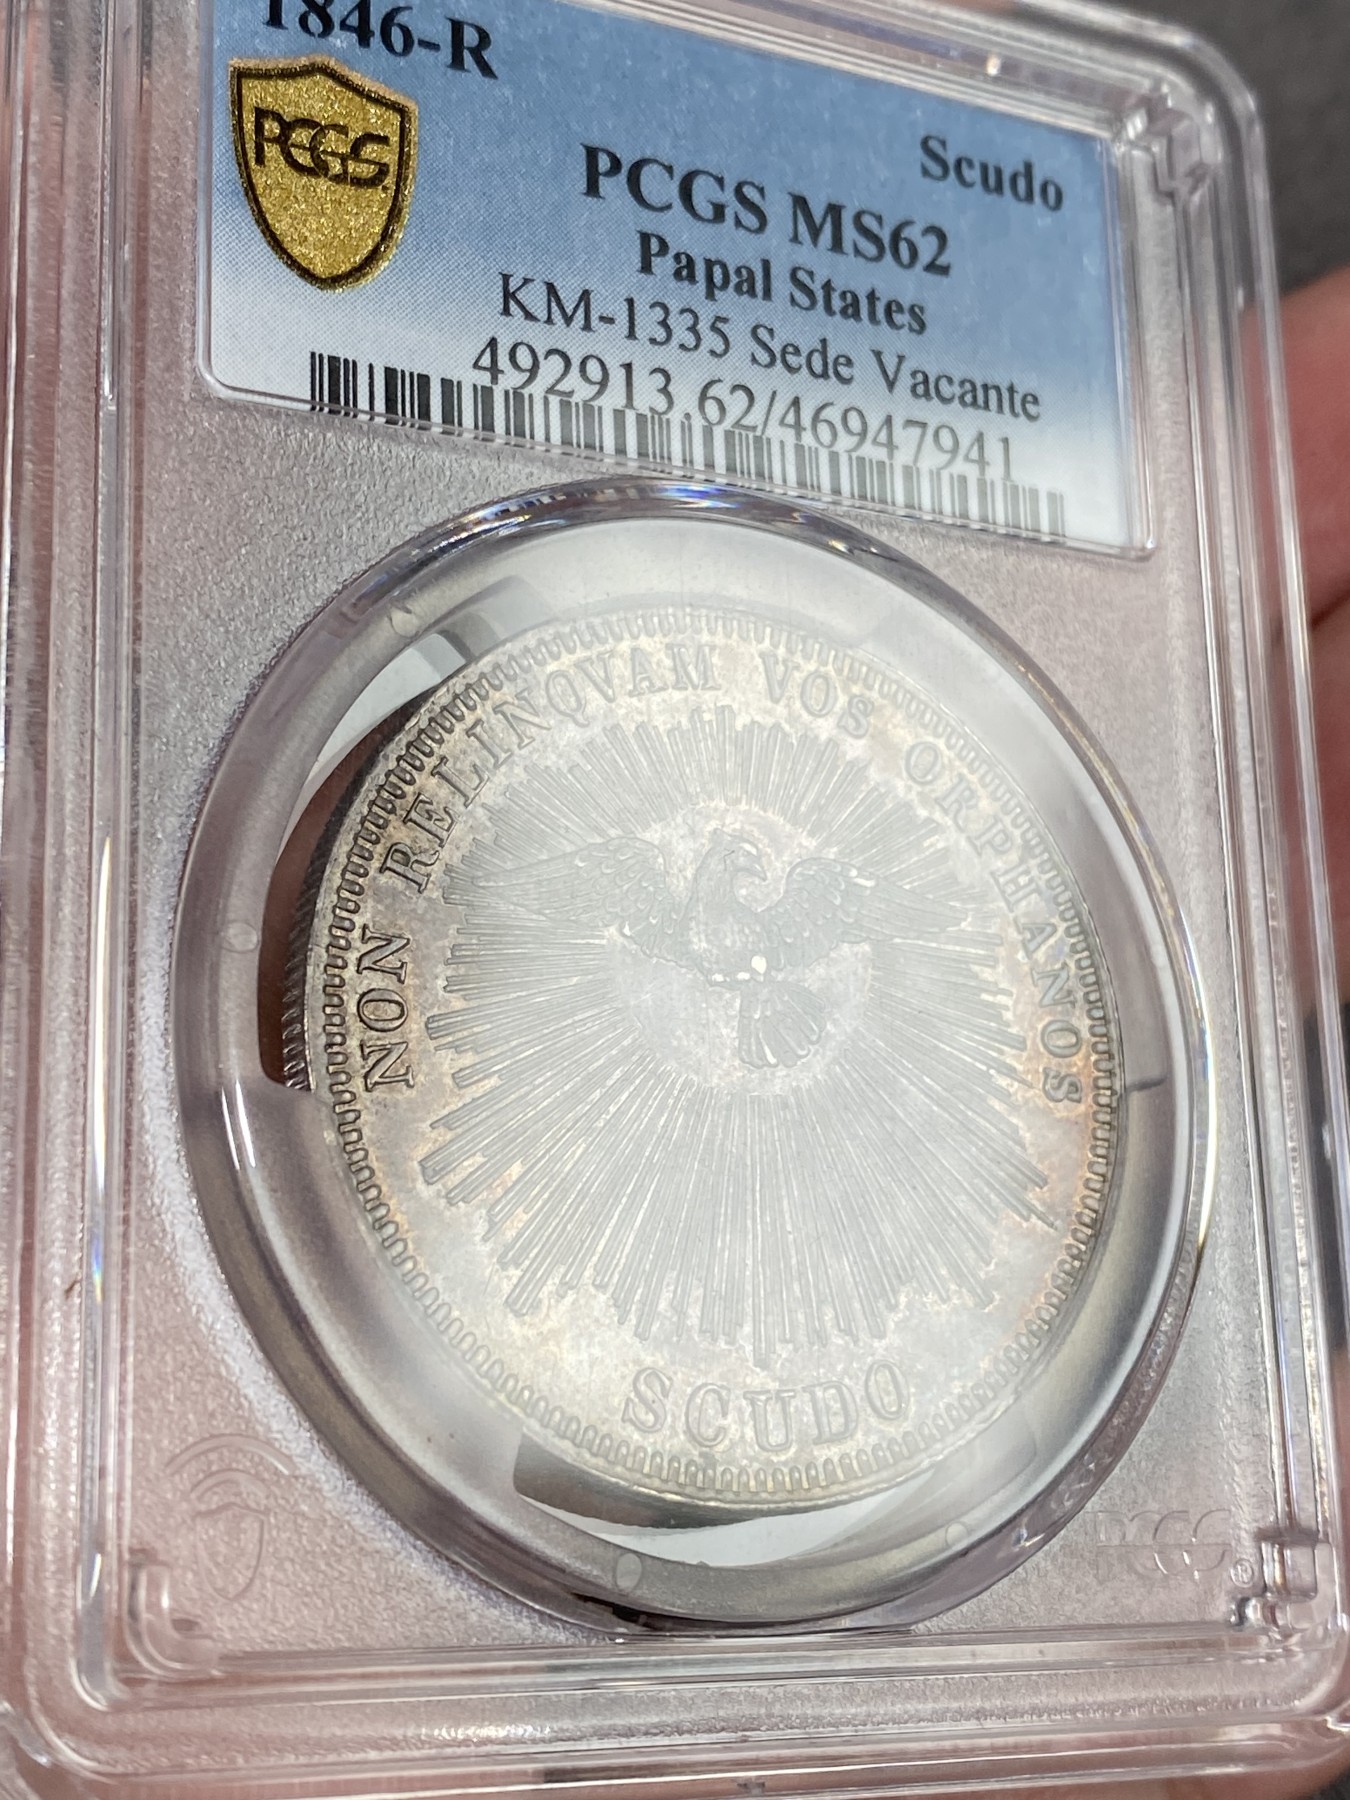 1846-R
Scudo
PCGS
PCGS MS62
Papal States
KM-1335 Sede Vacante
492913.62/46947941
NON RELINQVAM VOS ORPHANOS
SCUDO
PCGS